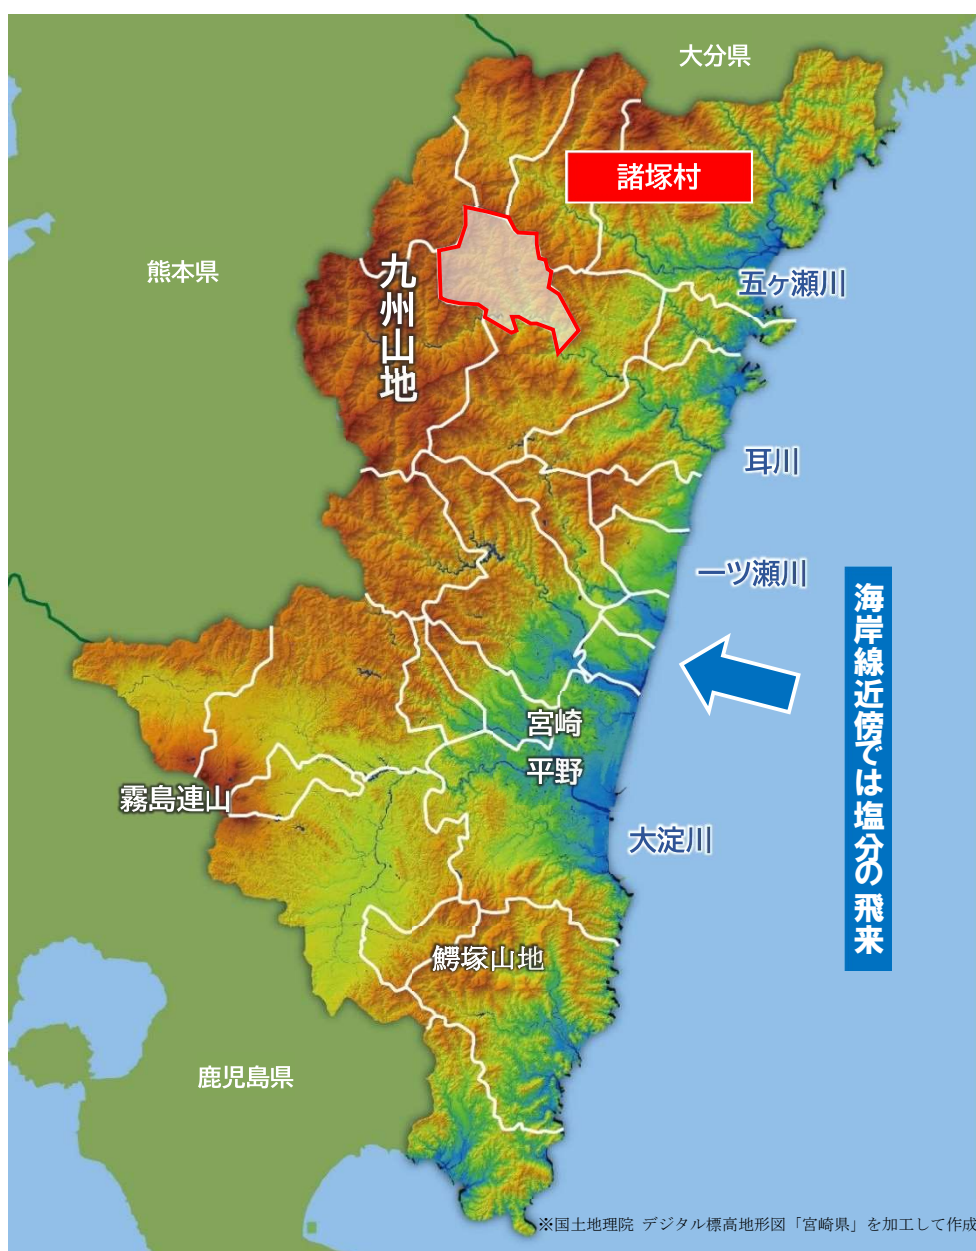 大分県
諸塚村
熊本県
九州山地
五ヶ瀬川
耳川
一ツ瀬川
海岸線近傍では塩分の飛来
宮崎
平野
霧島連山
大淀川
鰐塚山地
鹿児島県
※国土地理院 デジタル標高地形図「宮崎県」を加工して作成